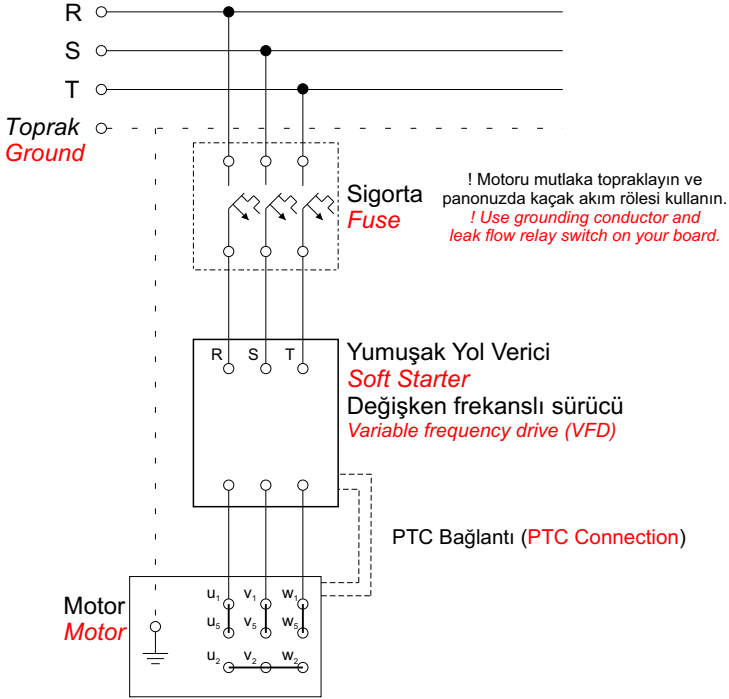 R
S
T
Toprak
Ground
Sigorta
Fuse
! Motoru mutlaka topraklayın ve
panonuzda kaçak akım rölesi kullanın.
! Use grounding conductor and
leak flow relay switch on your board.
R S T
Yumuşak Yol Verici
Soft Starter
Değişken frekanslı sürücü
Variable frequency drive (VFD)
PTC Bağlantı (PTC Connection)
Motor
Motor
u₁ v₁ w₁
u₅ v₅ w₅
u₂ v₂ w₂